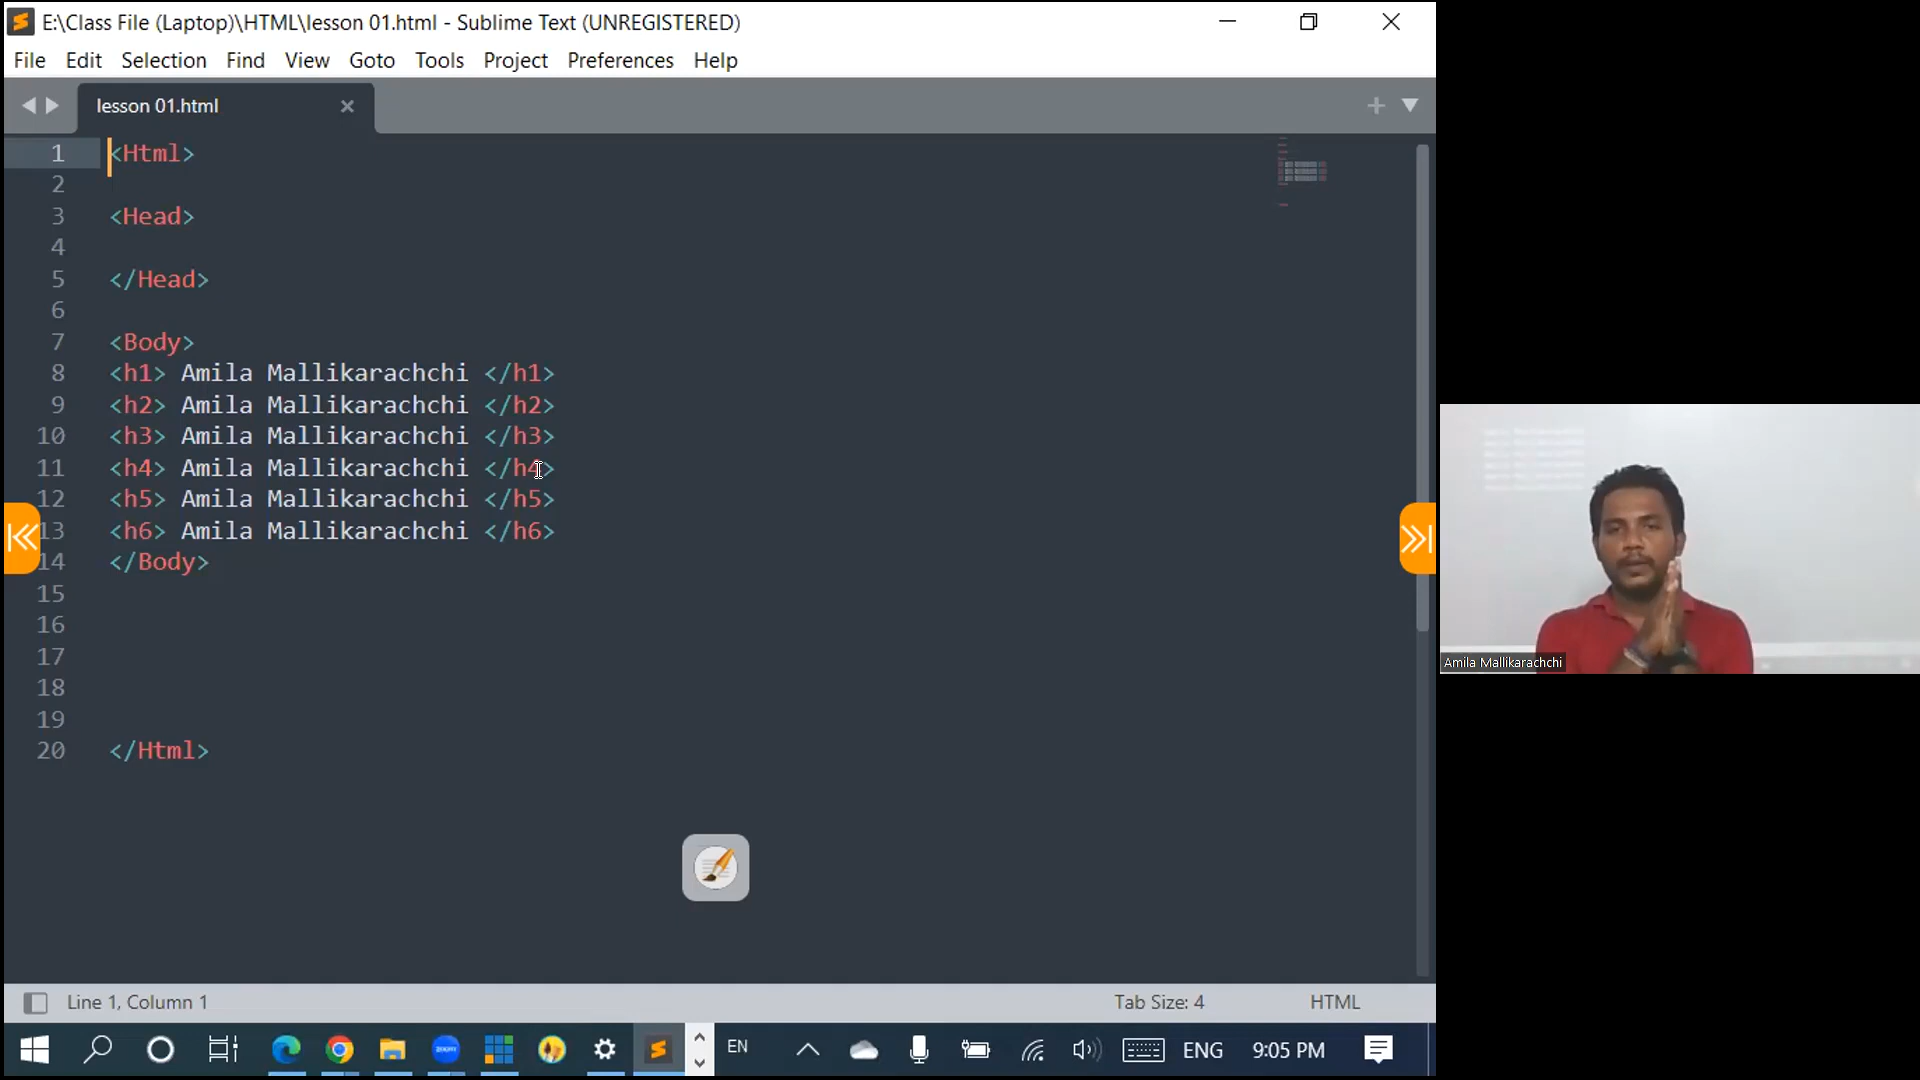 E:\Class File (Laptop)\HTML\lesson 01.html - Sublime Text (UNREGISTERED)
File Edit Selection Find View Goto Tools Project Preferences Help
lesson 01.html
1 <Html>
2
3 <Head>
4
5 </Head>
6
7 <Body>
8 <h1> Amila Mallikarachchi </h1>
9 <h2> Amila Mallikarachchi </h2>
10 <h3> Amila Mallikarachchi </h3>
11 <h4> Amila Mallikarachchi </h4>
12 <h5> Amila Mallikarachchi </h5>
13 <h6> Amila Mallikarachchi </h6>
14 </Body>
15
16
17
18
19
20 </Html>
Amila Mallikarachchi
Line 1, Column 1 Tab Size: 4 HTML
zoom EN ENG 9:05 PM